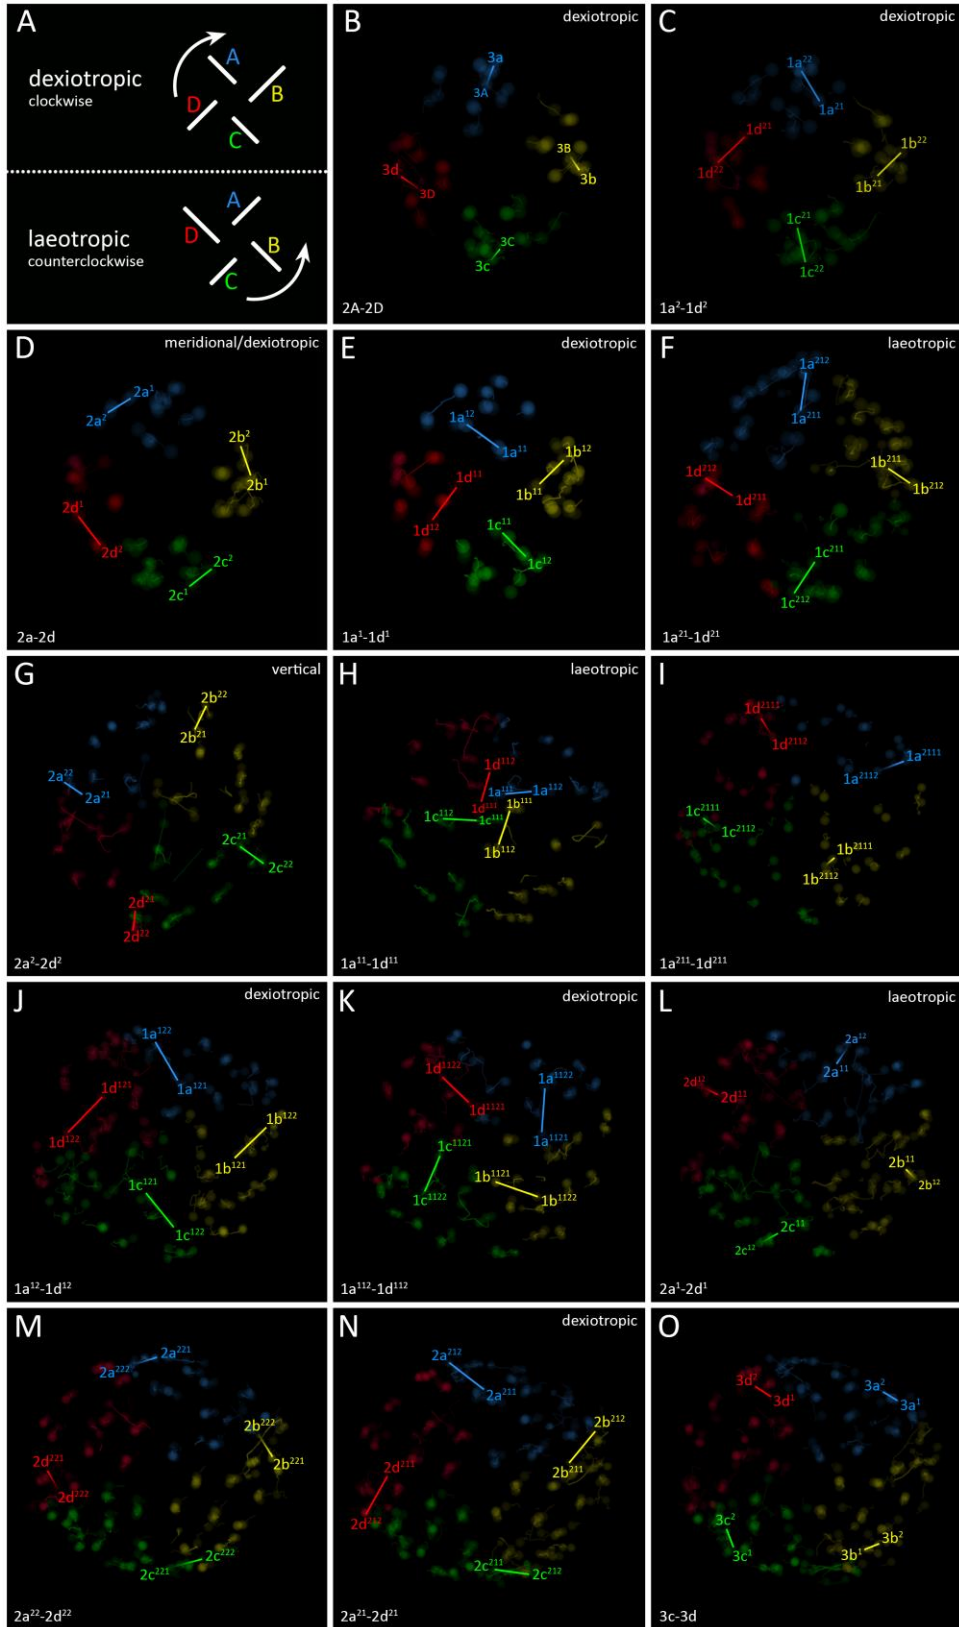 A
dexiotropic
clockwise
A
D
B
C
laeotropic
counterclockwise
A
D
B
C
B
dexiotropic
3a
3A
3B
3b
3d
3D
3C
3c
2A-2D
C
dexiotropic
1a²²
1a²¹
1d²¹
1d²²
1b²²
1b²¹
1c²¹
1c²²
1a²-1d²
D
meridional/dexiotropic
2a¹
2a²
2b²
2b¹
2d¹
2d²
2c²
2c¹
2a-2d
E
dexiotropic
1a¹²
1a¹¹
1b¹²
1b¹¹
1d¹¹
1d¹²
1c¹¹
1c¹²
1a¹-1d¹
F
laeotropic
1a²¹²
1a²¹¹
1d²¹²
1d²¹¹
1b²¹¹
1b²¹²
1c²¹¹
1c²¹²
1a²¹-1d²¹
G
vertical
2b²²
2b²¹
2a²²
2a²¹
2c²¹
2c²²
2d²¹
2d²²
2a²-2d²
H
laeotropic
1d¹¹²
1a¹¹¹
1a¹¹²
1d¹¹¹
1b¹¹¹
1c¹¹²
1c¹¹¹
1b¹¹²
1a¹¹-1d¹¹
I
1d²¹¹¹
1d²¹¹²
1a²¹¹¹
1a²¹¹²
1c²¹¹¹
1c²¹¹²
1b²¹¹¹
1b²¹¹²
1a²¹¹-1d²¹¹
J
dexiotropic
1a¹²²
1a¹²¹
1d¹²¹
1d¹²²
1b¹²²
1b¹²¹
1c¹²¹
1c¹²²
1a¹²-1d¹²
K
dexiotropic
1d¹¹²²
1d¹¹²¹
1a¹¹²²
1a¹¹²¹
1c¹¹²¹
1c¹¹²²
1b¹¹²¹
1b¹¹²²
1a¹¹²-1d¹¹²
L
laeotropic
2a¹²
2a¹¹
2d¹²
2d¹¹
2b¹¹
2b¹²
2c¹¹
2c¹²
2a¹-2d¹
M
2a²²¹
2a²²²
2b²²²
2b²²¹
2d²²¹
2d²²²
2c²²²
2c²²¹
2a²²-2d²²
N
dexiotropic
2a²¹²
2a²¹¹
2b²¹²
2b²¹¹
2d²¹¹
2d²¹²
2c²¹¹
2c²¹²
2a²¹-2d²¹
O
3d²
3d¹
3a²
3a¹
3c²
3c¹
3b²
3b¹
3c-3d